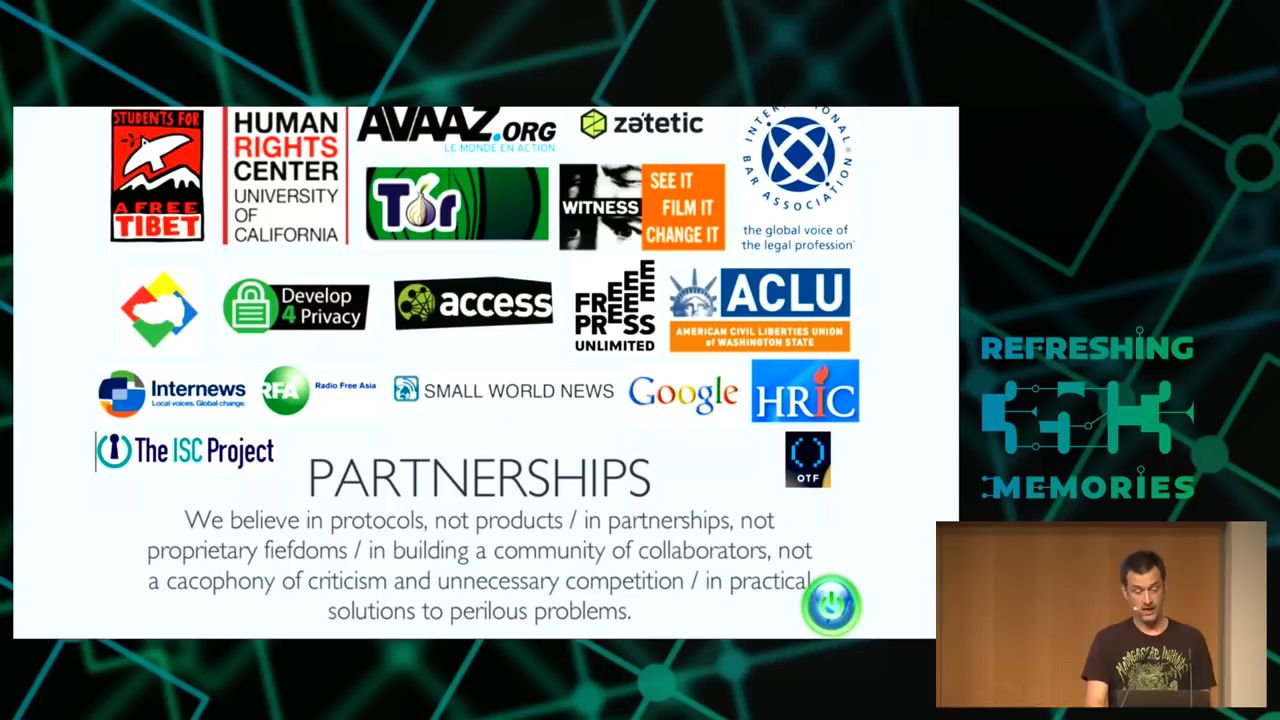 STUDENTS FOR
A FREE
TIBET
HUMAN
RIGHTS
CENTER
UNIVERSITY
OF
CALIFORNIA
AVAAZ.ORG
LE MONDE EN ACTION
Tor
zetetic
WITNESS
SEE IT
FILM IT
CHANGE IT
INTERNATIONAL BAR ASSOCIATION
the global voice of
the legal profession
Develop
4 Privacy
access
FREEEEE
PRESS
UNLIMITED
ACLU
AMERICAN CIVIL LIBERTIES UNION
of WASHINGTON STATE
Internews
Local voices. Global change.
RFA
Radio Free Asia
SMALL WORLD NEWS
Google
HRIC
The ISC Project
OTF
PARTNERSHIPS
We believe in protocols, not products / in partnerships, not
proprietary fiefdoms / in building a community of collaborators, not
a cacophony of criticism and unnecessary competition / in practical
solutions to perilous problems.
REFRESHING
MEMORIES